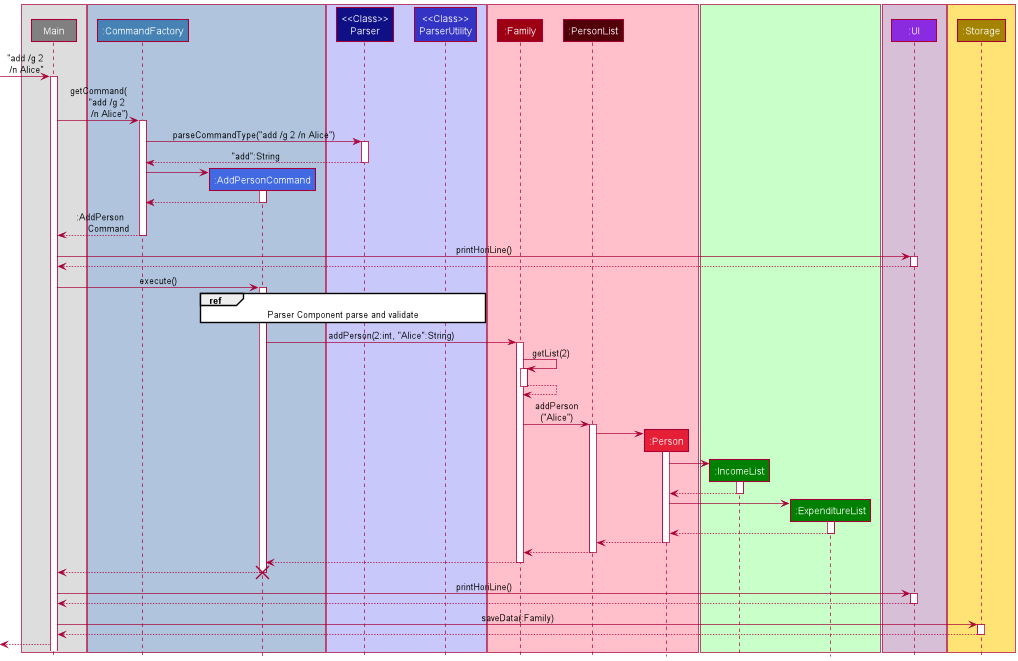 <<Class>>
<<Class>>
Main
:CommandFactory
Parser
ParserUtility
:Family
:PersonList
:UI
:Storage
"add /g 2
/n Alice"
getCommand(
"add /g 2
/n Alice")
parseCommandType("add /g 2 /n Alice")
"add":String
:AddPersonCommand
:AddPerson
Command
printHoriLine()
execute()
ref
Parser Component parse and validate
addPerson(2:int, "Alice":String)
getList(2)
addPerson
("Alice")
:Person
:IncomeList
:ExpenditureList
printHoriLine()
saveData(:Family)